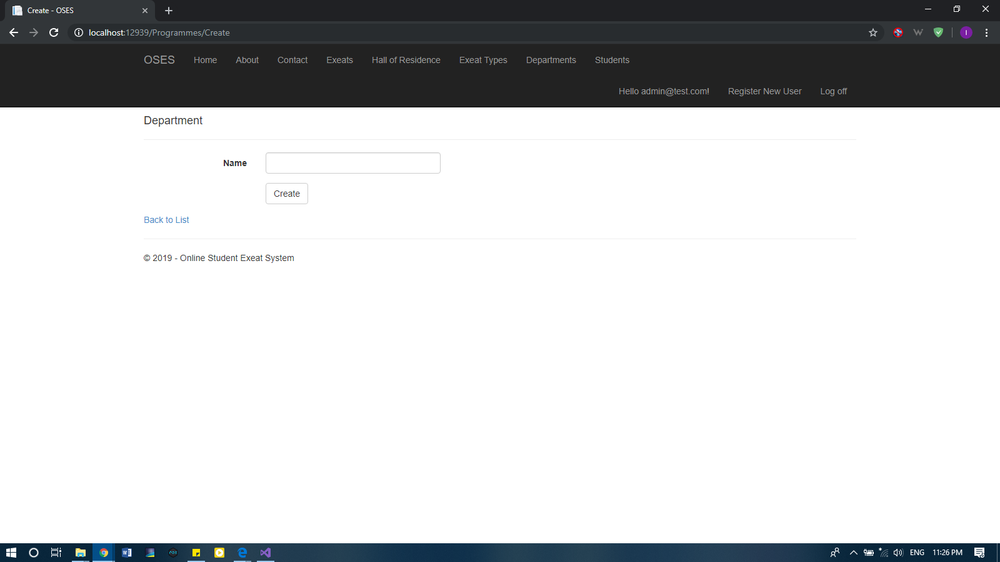 Create - OSES
localhost:12939/Programmes/Create
OSES Home About Contact Exeats Hall of Residence Exeat Types Departments Students
Hello admin@test.com! Register New User Log off
Department
Name
Create
Back to List
© 2019 - Online Student Exeat System
ENG 11:26 PM